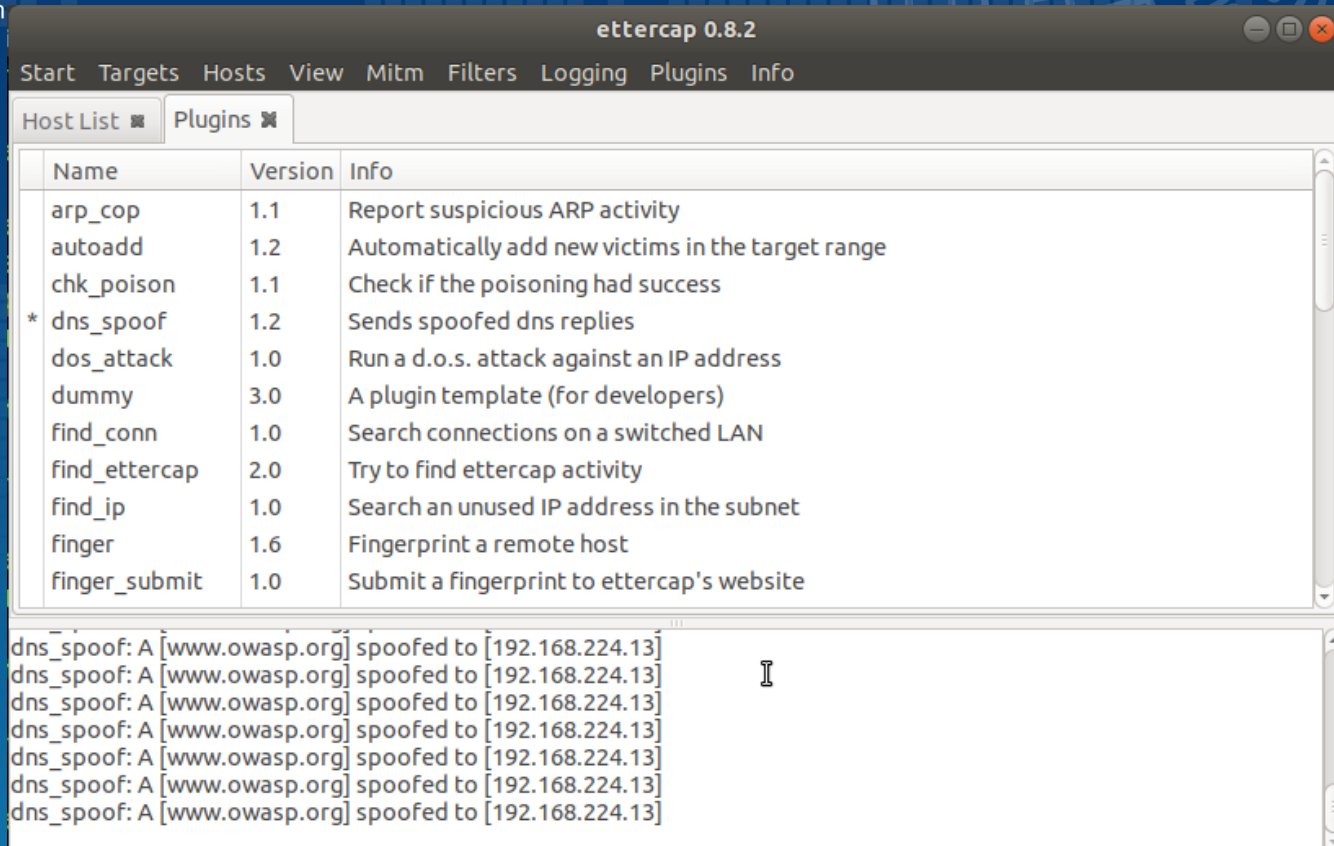 ettercap 0.8.2
Start Targets Hosts View Mitm Filters Logging Plugins Info
Host List Plugins
Name Version Info
arp_cop 1.1 Report suspicious ARP activity
autoadd 1.2 Automatically add new victims in the target range
chk_poison 1.1 Check if the poisoning had success
* dns_spoof 1.2 Sends spoofed dns replies
dos_attack 1.0 Run a d.o.s. attack against an IP address
dummy 3.0 A plugin template (for developers)
find_conn 1.0 Search connections on a switched LAN
find_ettercap 2.0 Try to find ettercap activity
find_ip 1.0 Search an unused IP address in the subnet
finger 1.6 Fingerprint a remote host
finger_submit 1.0 Submit a fingerprint to ettercap's website
dns_spoof: A [www.owasp.org] spoofed to [192.168.224.13]
dns_spoof: A [www.owasp.org] spoofed to [192.168.224.13]
dns_spoof: A [www.owasp.org] spoofed to [192.168.224.13]
dns_spoof: A [www.owasp.org] spoofed to [192.168.224.13]
dns_spoof: A [www.owasp.org] spoofed to [192.168.224.13]
dns_spoof: A [www.owasp.org] spoofed to [192.168.224.13]
dns_spoof: A [www.owasp.org] spoofed to [192.168.224.13]